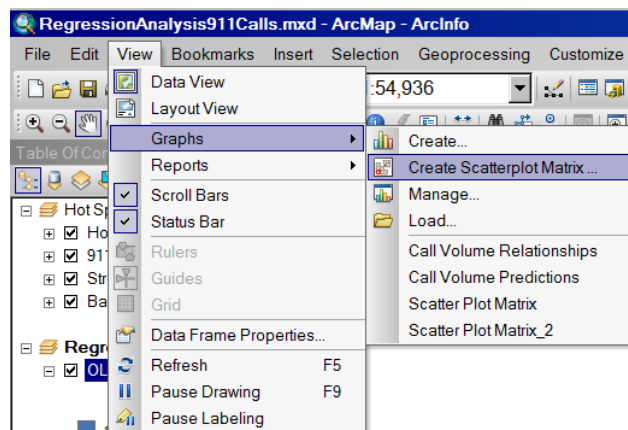 RegressionAnalysis911Calls.mxd - ArcMap - ArcInfo
File Edit View Bookmarks Insert Selection Geoprocessing Customize
:54,936
Data View
Layout View
Graphs
Reports
Scroll Bars
Status Bar
Rulers
Guides
Grid
Data Frame Properties...
Refresh F5
Pause Drawing F9
Pause Labeling
Create...
Create Scatterplot Matrix ...
Manage...
Load...
Call Volume Relationships
Call Volume Predictions
Scatter Plot Matrix
Scatter Plot Matrix_2
Table Of Con
Hot Sp
Ho
911
Str
Ba
Regr
OL